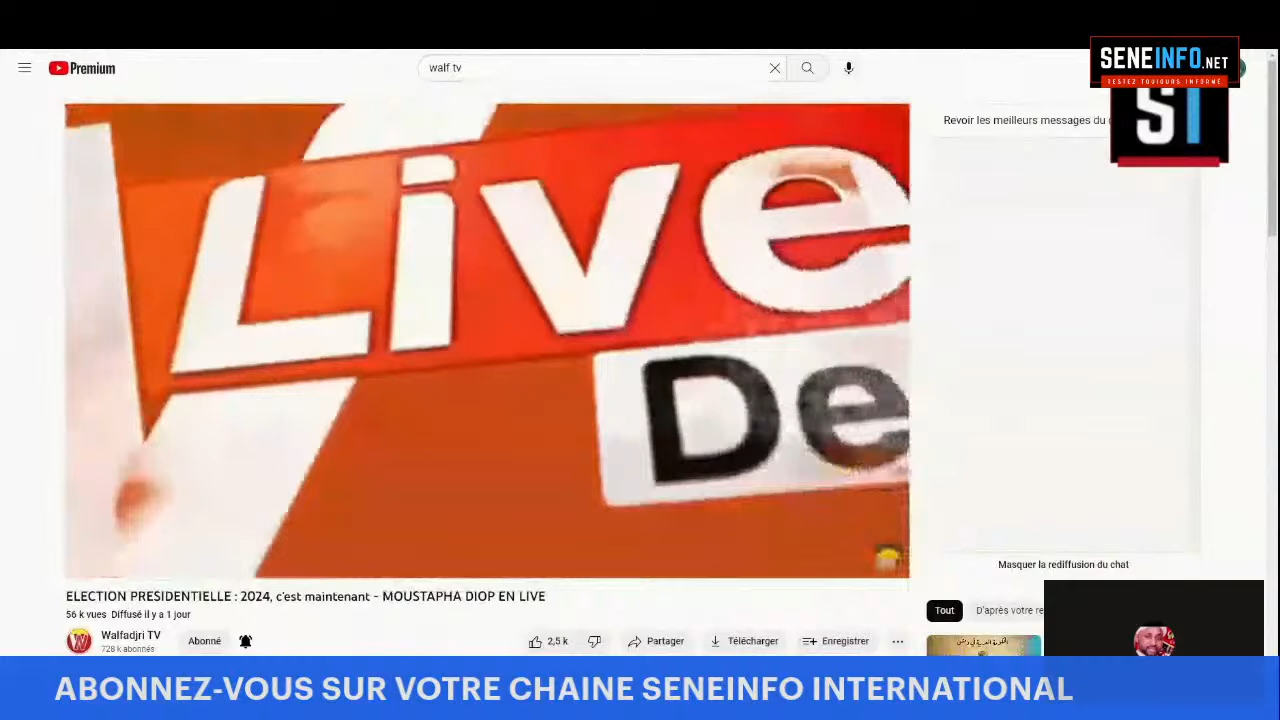 Premium
walf tv
SENEINFO.NET
RESTEZ TOUJOURS INFORMÉ
SI
Revoir les meilleurs messages du
Live
De
Masquer la rediffusion du chat
ELECTION PRESIDENTIELLE : 2024, c'est maintenant - MOUSTAPHA DIOP EN LIVE
56 k vues Diffusé il y a 1 jour
Tout D'après votre re
Walfadjri TV
728 k abonnés
Abonné
2,5 k
Partager
Télécharger
Enregistrer
ABONNEZ-VOUS SUR VOTRE CHAINE SENEINFO INTERNATIONAL